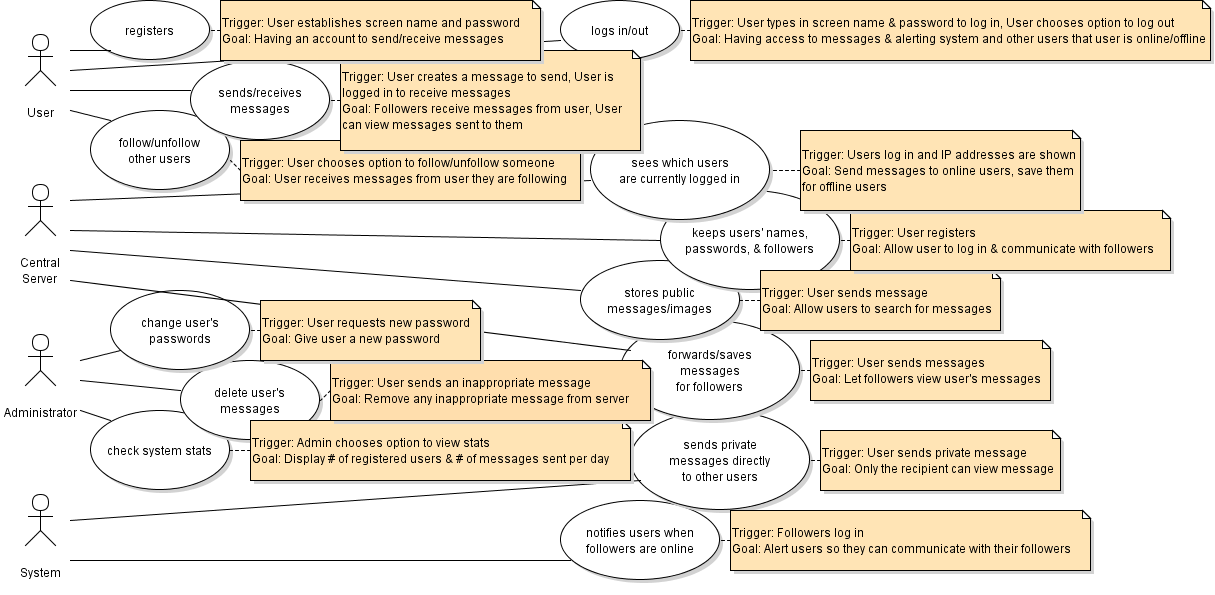 registers
Trigger: User establishes screen name and password
Goal: Having an account to send/receive messages
logs in/out
Trigger: User types in screen name & password to log in, User chooses option to log out
Goal: Having access to messages & alerting system and other users that user is online/offline
User
sends/receives
messages
Trigger: User creates a message to send, User is
logged in to receive messages
Goal: Followers receive messages from user, User
can view messages sent to them
follow/unfollow
other users
Trigger: User chooses option to follow/unfollow someone
Goal: User receives messages from user they are following
sees which users
are currently logged in
Trigger: Users log in and IP addresses are shown
Goal: Send messages to online users, save them
for offline users
Central
Server
keeps users' names,
passwords, & followers
Trigger: User registers
Goal: Allow user to log in & communicate with followers
stores public
messages/images
Trigger: User sends message
Goal: Allow users to search for messages
change user's
passwords
Trigger: User requests new password
Goal: Give user a new password
forwards/saves
messages
for followers
Trigger: User sends messages
Goal: Let followers view user's messages
Administrator
delete user's
messages
Trigger: User sends an inappropriate message
Goal: Remove any inappropriate message from server
check system stats
Trigger: Admin chooses option to view stats
Goal: Display # of registered users & # of messages sent per day
sends private
messages directly
to other users
Trigger: User sends private message
Goal: Only the recipient can view message
System
notifies users when
followers are online
Trigger: Followers log in
Goal: Alert users so they can communicate with their followers